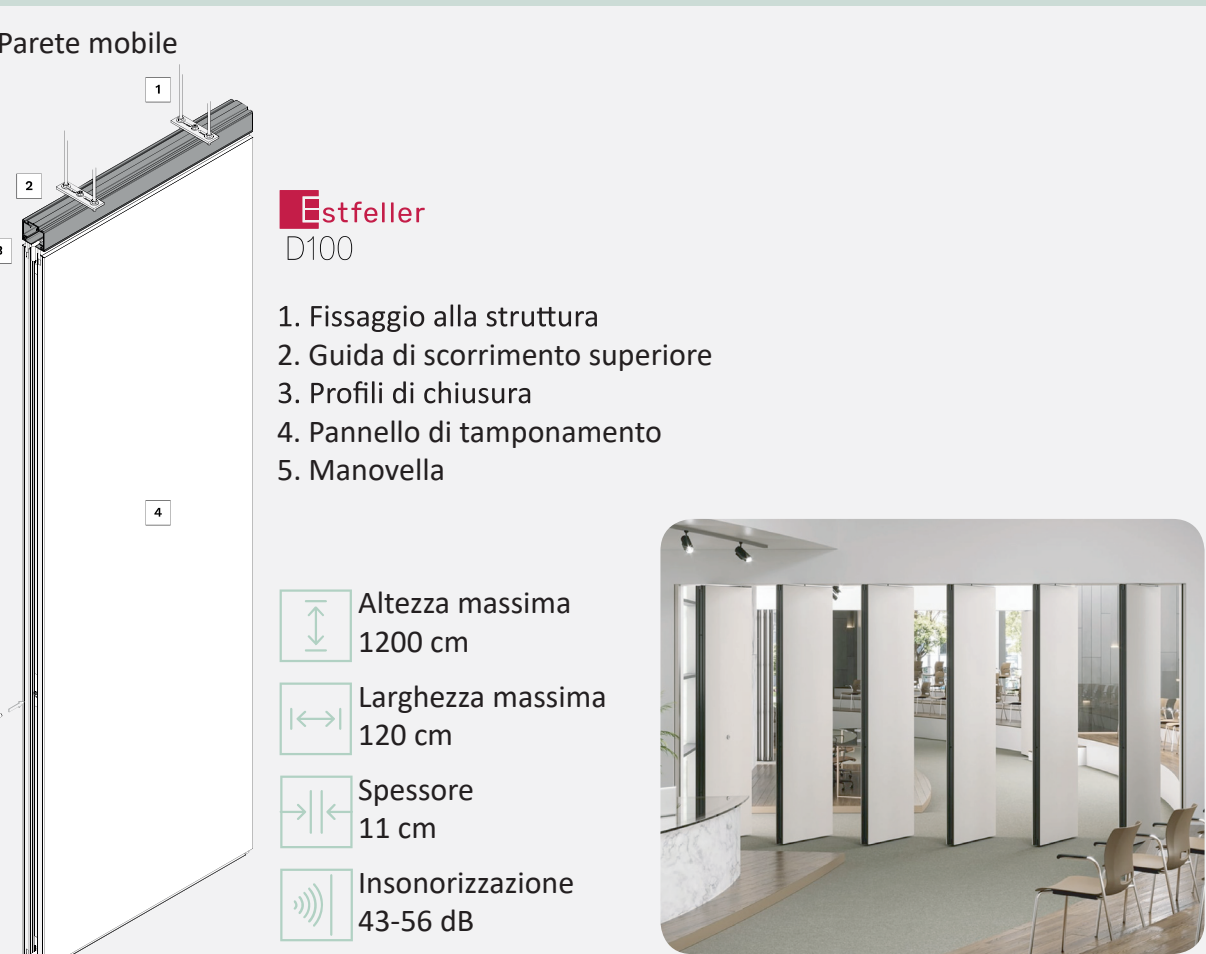 Parete mobile
1
2
3
4
Estfeller
D100
1. Fissaggio alla struttura
2. Guida di scorrimento superiore
3. Profili di chiusura
4. Pannello di tamponamento
5. Manovella
Altezza massima
1200 cm
Larghezza massima
120 cm
Spessore
11 cm
Insonorizzazione
43-56 dB